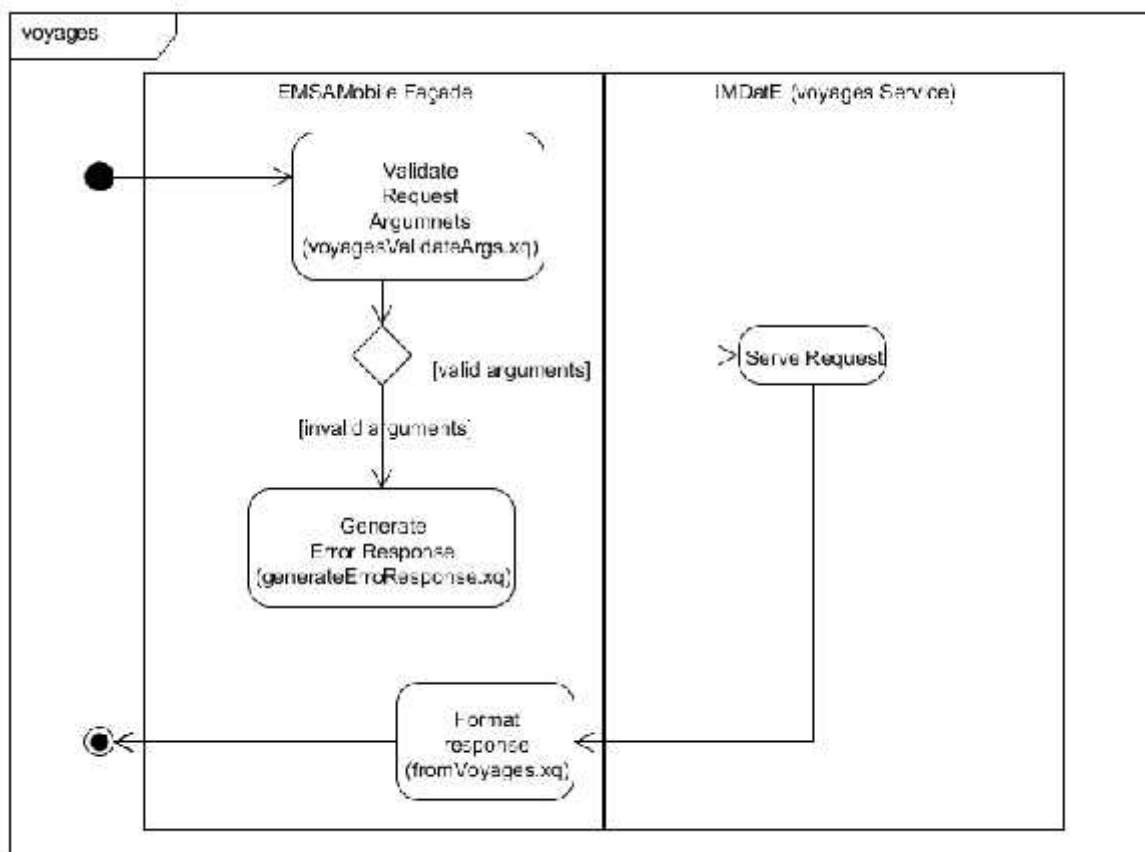 voyages
EMSAMobile Façade
IMDatE (voyages Service)
Validate
Request
Argumnets
(voyagesValidateArgs.xq)
[valid arguments]
Serve Request
[invalid arguments]
Generate
Error Response
(generateErroResponse.xq)
Format
response
(fromVoyages.xq)